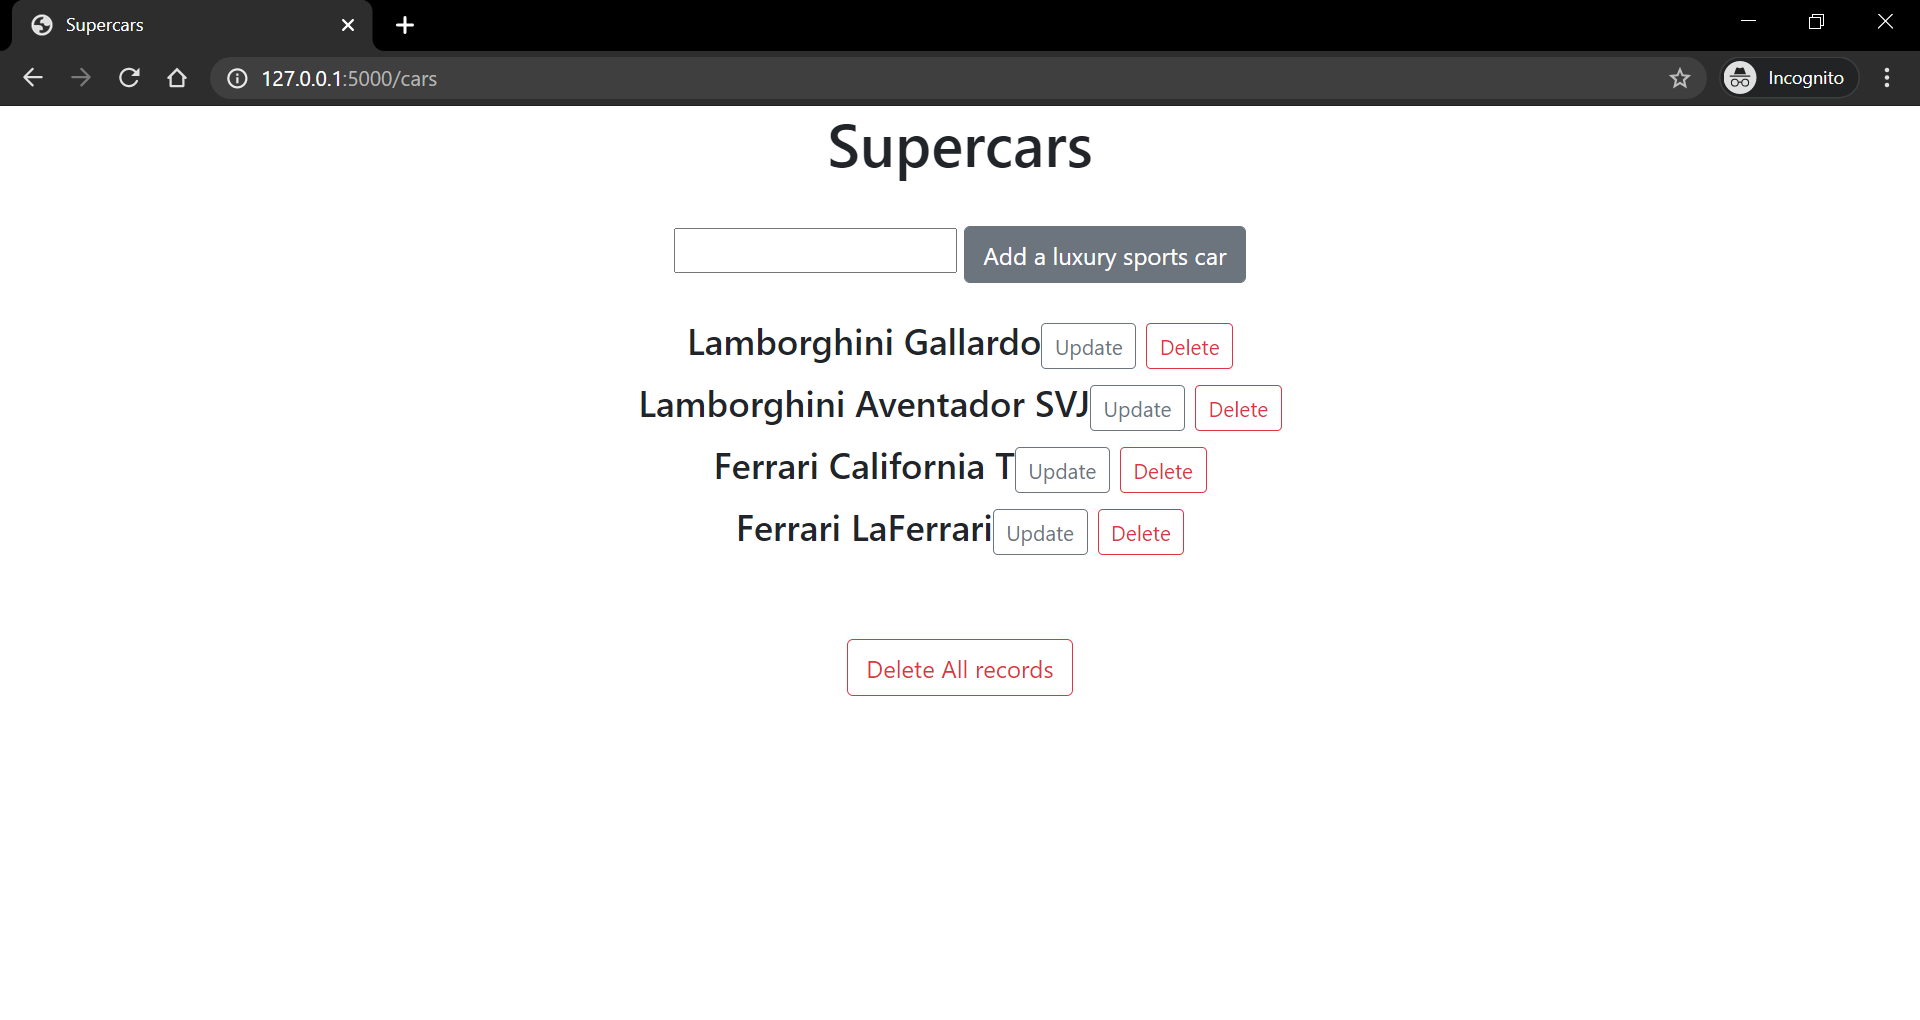 Supercars
127.0.0.1:5000/cars
Incognito
Supercars
Add a luxury sports car
Lamborghini Gallardo Update Delete
Lamborghini Aventador SVJ Update Delete
Ferrari California T Update Delete
Ferrari LaFerrari Update Delete
Delete All records